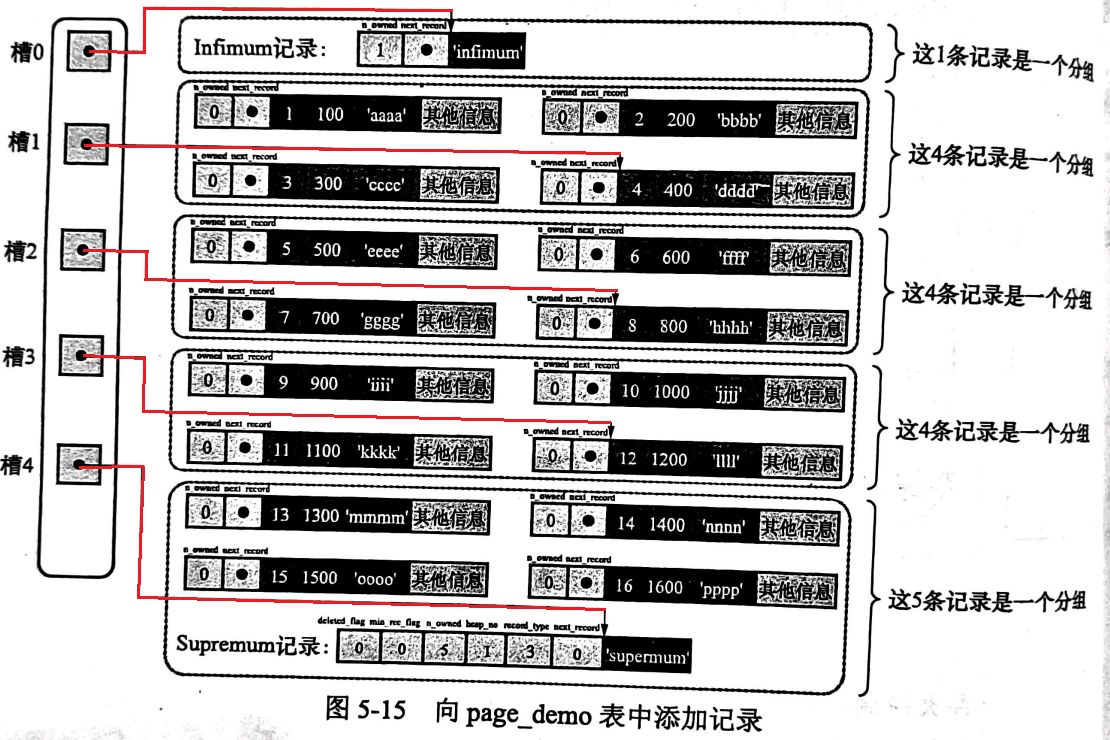 槽0
n_owned next_record
Infimum记录: 1 'infimum'
这1条记录是一个分组
槽1
n_owned next_record n_owned next_record
0 1 100 'aaaa' 其他信息 0 2 200 'bbbb' 其他信息
n_owned next_record n_owned next_record
0 3 300 'cccc' 其他信息 0 4 400 'dddd' 其他信息
这4条记录是一个分组
槽2
n_owned next_record
0 5 500 'eeee' 其他信息 0 6 600 'ffff' 其他信息
n_owned next_record n_owned next_record
0 7 700 'gggg' 其他信息 0 8 800 'hhhh' 其他信息
这4条记录是一个分组
槽3
n_owned next_record n_owned next_record
0 9 900 'iiii' 其他信息 0 10 1000 'jjjj' 其他信息
n_owned next_record n_owned next_record
0 11 1100 'kkkk' 其他信息 0 12 1200 'llll' 其他信息
这4条记录是一个分组
槽4
n_owned next_record n_owned next_record
0 13 1300 'mmmm' 其他信息 0 14 1400 'nnnn' 其他信息
n_owned next_record n_owned next_record
0 15 1500 'oooo' 其他信息 0 16 1600 'pppp' 其他信息
deleted_flag min_rec_flag n_owned heap_no record_type next_record
Supremum记录: 0 0 5 1 3 0 'supermum'
这5条记录是一个分组
图 5-15 向 page_demo 表中添加记录